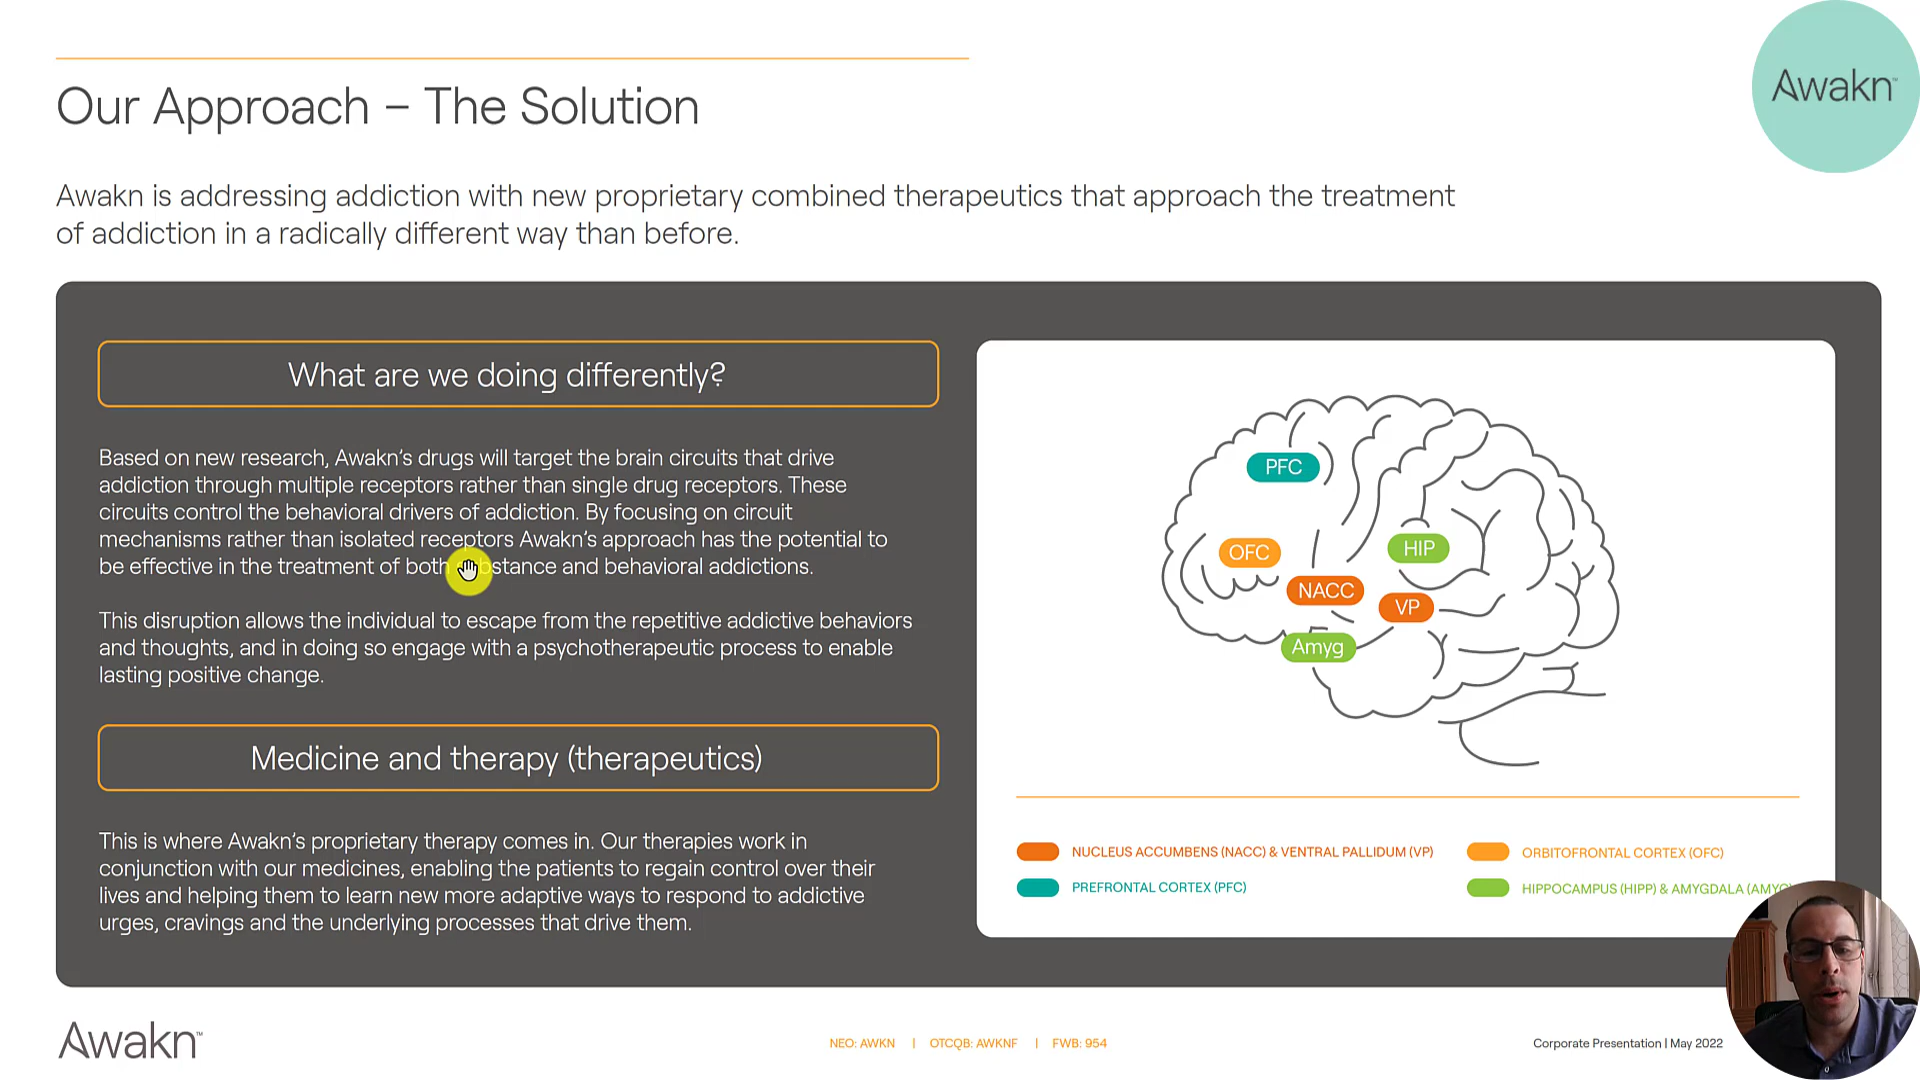 Awakn™
Our Approach – The Solution
Awakn is addressing addiction with new proprietary combined therapeutics that approach the treatment
of addiction in a radically different way than before.
What are we doing differently?
Based on new research, Awakn’s drugs will target the brain circuits that drive
addiction through multiple receptors rather than single drug receptors. These
circuits control the behavioral drivers of addiction. By focusing on circuit
mechanisms rather than isolated receptors Awakn’s approach has the potential to
be effective in the treatment of both substance and behavioral addictions.
This disruption allows the individual to escape from the repetitive addictive behaviors
and thoughts, and in doing so engage with a psychotherapeutic process to enable
lasting positive change.
Medicine and therapy (therapeutics)
This is where Awakn’s proprietary therapy comes in. Our therapies work in
conjunction with our medicines, enabling the patients to regain control over their
lives and helping them to learn new more adaptive ways to respond to addictive
urges, cravings and the underlying processes that drive them.
PFC
OFC
HIP
NACC
VP
Amyg
NUCLEUS ACCUMBENS (NACC) & VENTRAL PALLIDUM (VP)
ORBITOFRONTAL CORTEX (OFC)
PREFRONTAL CORTEX (PFC)
HIPPOCAMPUS (HIPP) & AMYGDALA (AMYG)
Awakn™
NEO: AWKN | OTCQB: AWKNF | FWB: 954
Corporate Presentation | May 2022